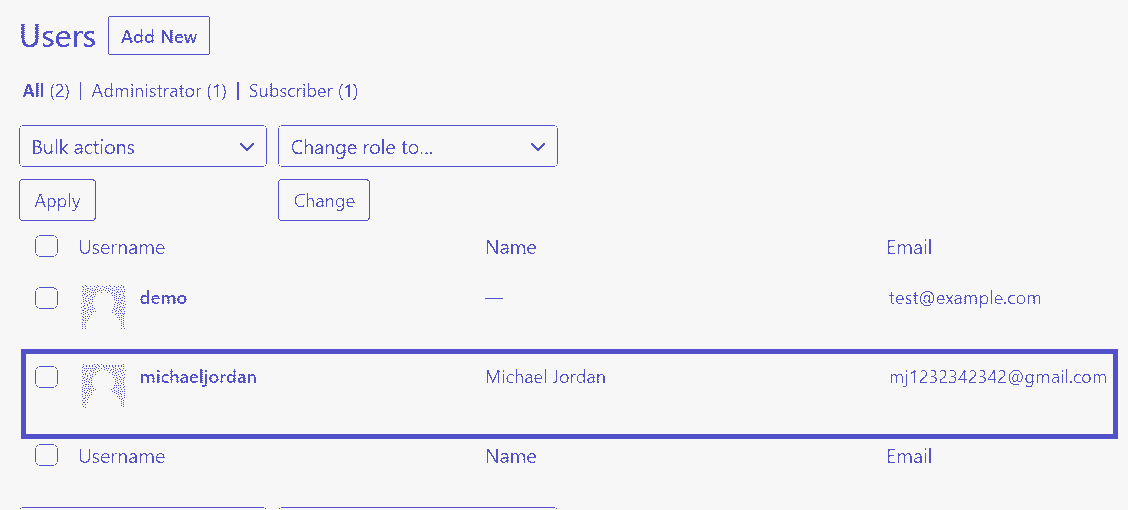 Users Add New
All (2) | Administrator (1) | Subscriber (1)
Bulk actions Change role to...
Apply Change
Username Name Email
demo — test@example.com
michaeljordan Michael Jordan mj1232342342@gmail.com
Username Name Email